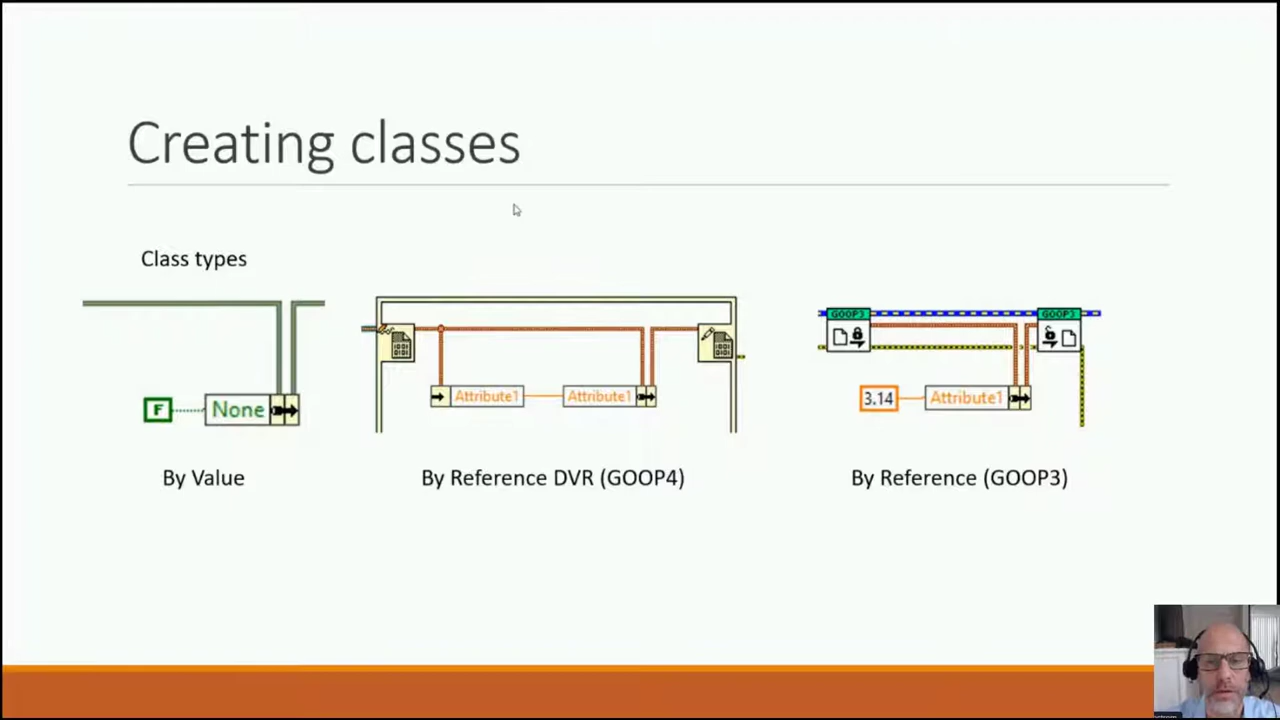 Creating classes
Class types
GOOP3
GOOP3
F
None
Attribute1
Attribute1
3.14
Attribute1
By Value
By Reference DVR (GOOP4)
By Reference (GOOP3)